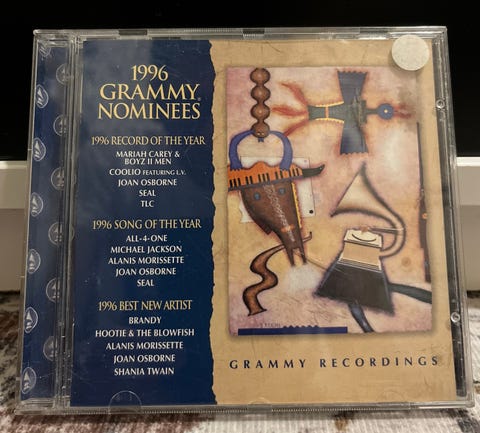 1996
GRAMMY®
NOMINEES
1996 RECORD OF THE YEAR
MARIAH CAREY &
BOYZ II MEN
COOLIO FEATURING L.V.
JOAN OSBORNE
SEAL
TLC
1996 SONG OF THE YEAR
ALL-4-ONE
MICHAEL JACKSON
ALANIS MORISSETTE
JOAN OSBORNE
SEAL
1996 BEST NEW ARTIST
BRANDY
HOOTIE & THE BLOWFISH
ALANIS MORISSETTE
JOAN OSBORNE
SHANIA TWAIN
GRAMMY RECORDINGS